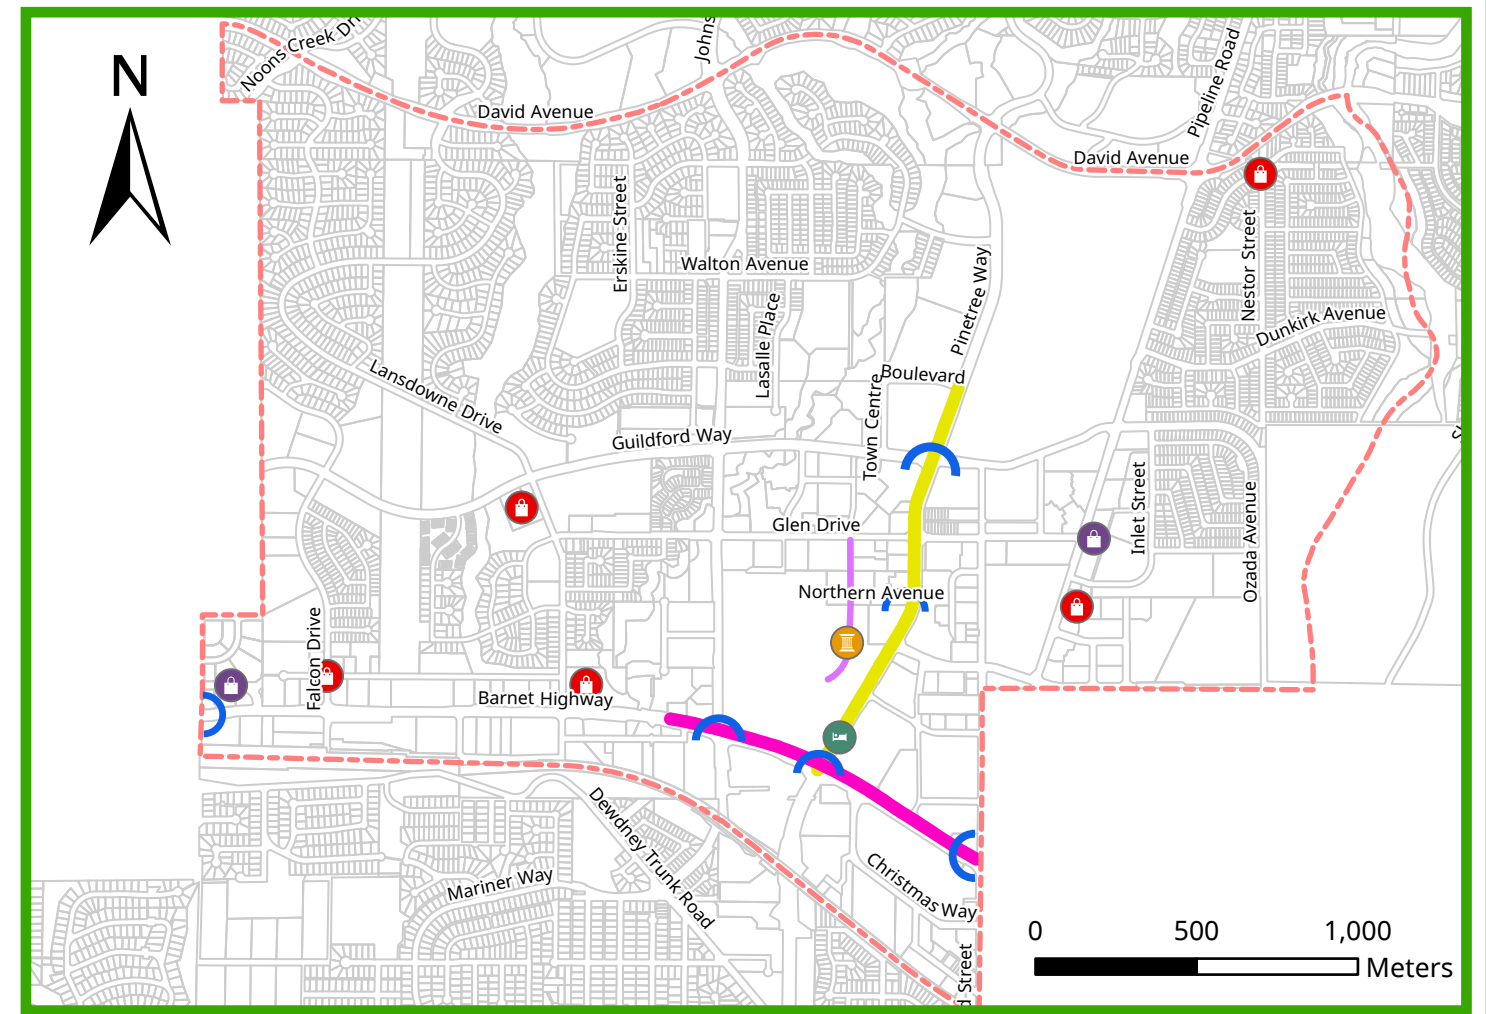 N
Noons Creek Dri
Johns
David Avenue
Pipeline Road
David Avenue
Erskine Street
Walton Avenue
Nestor Street
Pinetree Way
Lasalle Place
Dunkirk Avenue
Lansdowne Drive
Boulevard
Town Centre
Guildford Way
Glen Drive
Inlet Street
Ozada Avenue
Northern Avenue
Falcon Drive
Barnet Highway
Dewdney Trunk Road
Mariner Way
Christmas Way
d Street
0 500 1,000
Meters